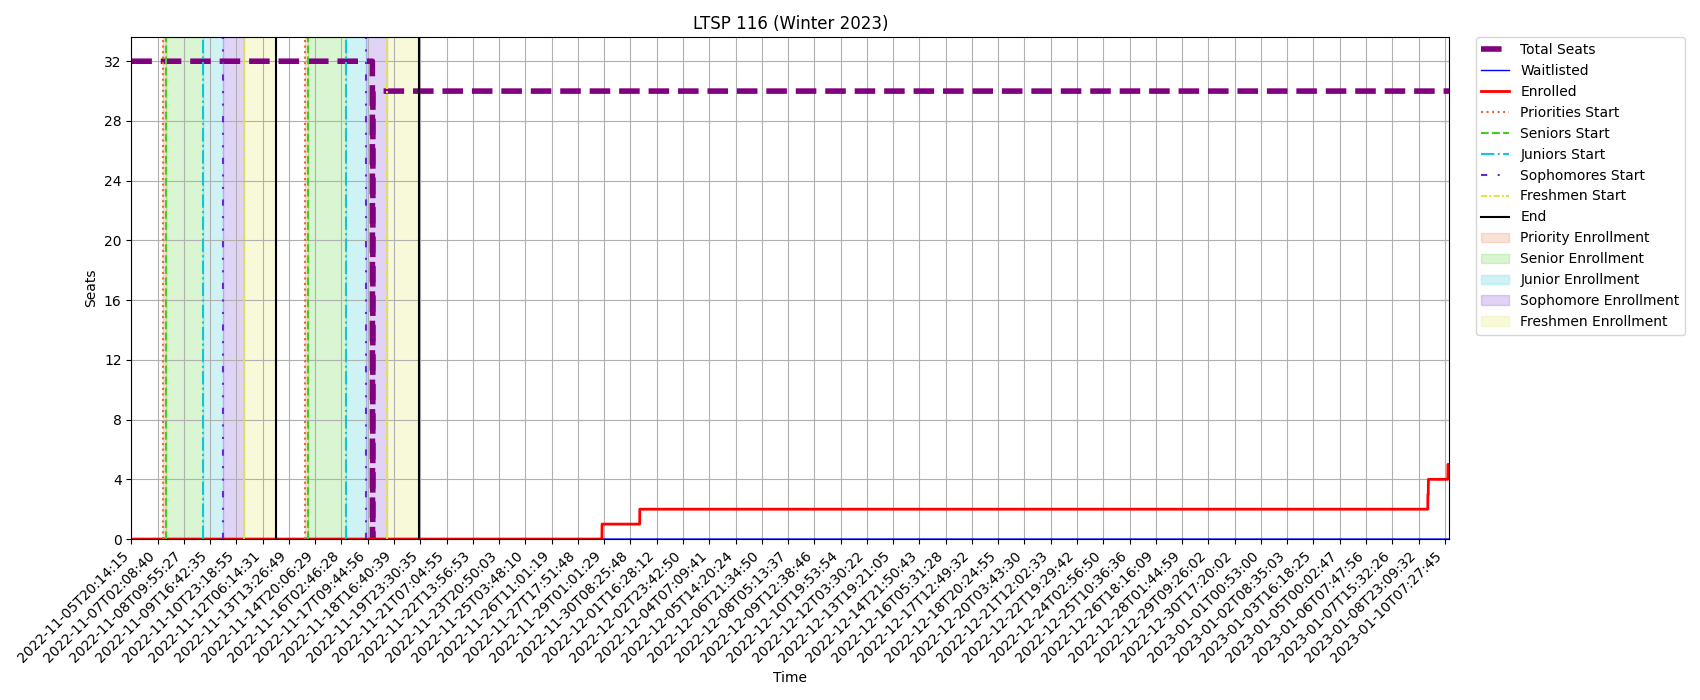 LTSP 116 (Winter 2023)
Seats
32
28
24
20
16
12
8
4
0
2022-11-05T20:14:15
2022-11-07T02:08:40
2022-11-08T09:55:27
2022-11-09T16:42:35
2022-11-10T23:18:55
2022-11-12T06:14:31
2022-11-13T13:26:49
2022-11-14T20:06:29
2022-11-16T02:46:28
2022-11-17T09:44:56
2022-11-18T16:40:39
2022-11-19T23:30:35
2022-11-21T07:04:55
2022-11-22T13:56:53
2022-11-23T20:50:03
2022-11-25T03:48:10
2022-11-26T11:01:19
2022-11-27T17:51:48
2022-11-29T01:01:29
2022-11-30T08:25:48
2022-12-01T16:28:12
2022-12-02T23:42:50
2022-12-04T07:09:41
2022-12-05T14:20:24
2022-12-06T21:34:50
2022-12-08T05:13:37
2022-12-09T12:38:46
2022-12-10T19:53:54
2022-12-12T03:30:22
2022-12-13T19:21:05
2022-12-14T21:50:43
2022-12-16T05:31:28
2022-12-17T12:49:32
2022-12-18T20:24:55
2022-12-20T03:43:30
2022-12-21T12:02:33
2022-12-22T19:29:42
2022-12-24T02:56:50
2022-12-25T10:36:36
2022-12-26T18:16:09
2022-12-28T01:44:59
2022-12-29T09:26:02
2022-12-30T17:20:02
2023-01-01T00:53:00
2023-01-02T08:35:03
2023-01-03T16:18:25
2023-01-05T00:02:47
2023-01-06T07:47:56
2023-01-07T15:32:26
2023-01-08T23:09:32
2023-01-10T07:27:45
Time
Total Seats
Waitlisted
Enrolled
Priorities Start
Seniors Start
Juniors Start
Sophomores Start
Freshmen Start
End
Priority Enrollment
Senior Enrollment
Junior Enrollment
Sophomore Enrollment
Freshmen Enrollment